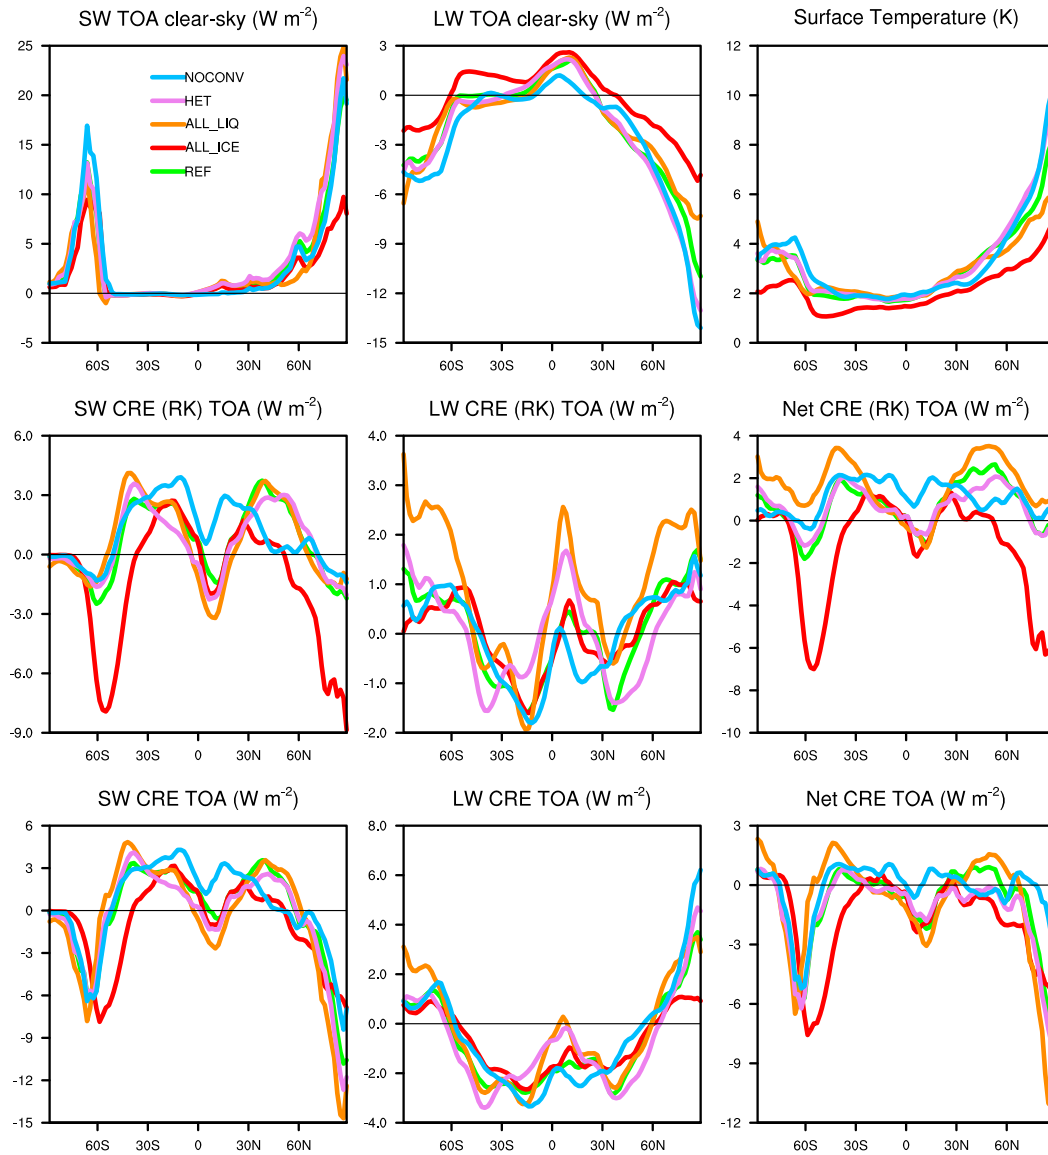 SW TOA clear-sky (W m-2)
LW TOA clear-sky (W m-2)
Surface Temperature (K)
25
20
15
10
5
0
-5
NOCONV
HET
ALL_LIQ
ALL_ICE
REF
60S 30S 0 30N 60N
3
0
-3
-6
-9
-12
-15
60S 30S 0 30N 60N
12
10
8
6
4
2
0
60S 30S 0 30N 60N
SW CRE (RK) TOA (W m-2)
LW CRE (RK) TOA (W m-2)
Net CRE (RK) TOA (W m-2)
6.0
3.0
0.0
-3.0
-6.0
-9.0
60S 30S 0 30N 60N
4.0
3.0
2.0
1.0
0.0
-1.0
-2.0
60S 30S 0 30N 60N
4
2
0
-2
-4
-6
-8
-10
60S 30S 0 30N 60N
SW CRE TOA (W m-2)
LW CRE TOA (W m-2)
Net CRE TOA (W m-2)
6
3
0
-3
-6
-9
-12
-15
60S 30S 0 30N 60N
8.0
6.0
4.0
2.0
0.0
-2.0
-4.0
60S 30S 0 30N 60N
3
0
-3
-6
-9
-12
60S 30S 0 30N 60N